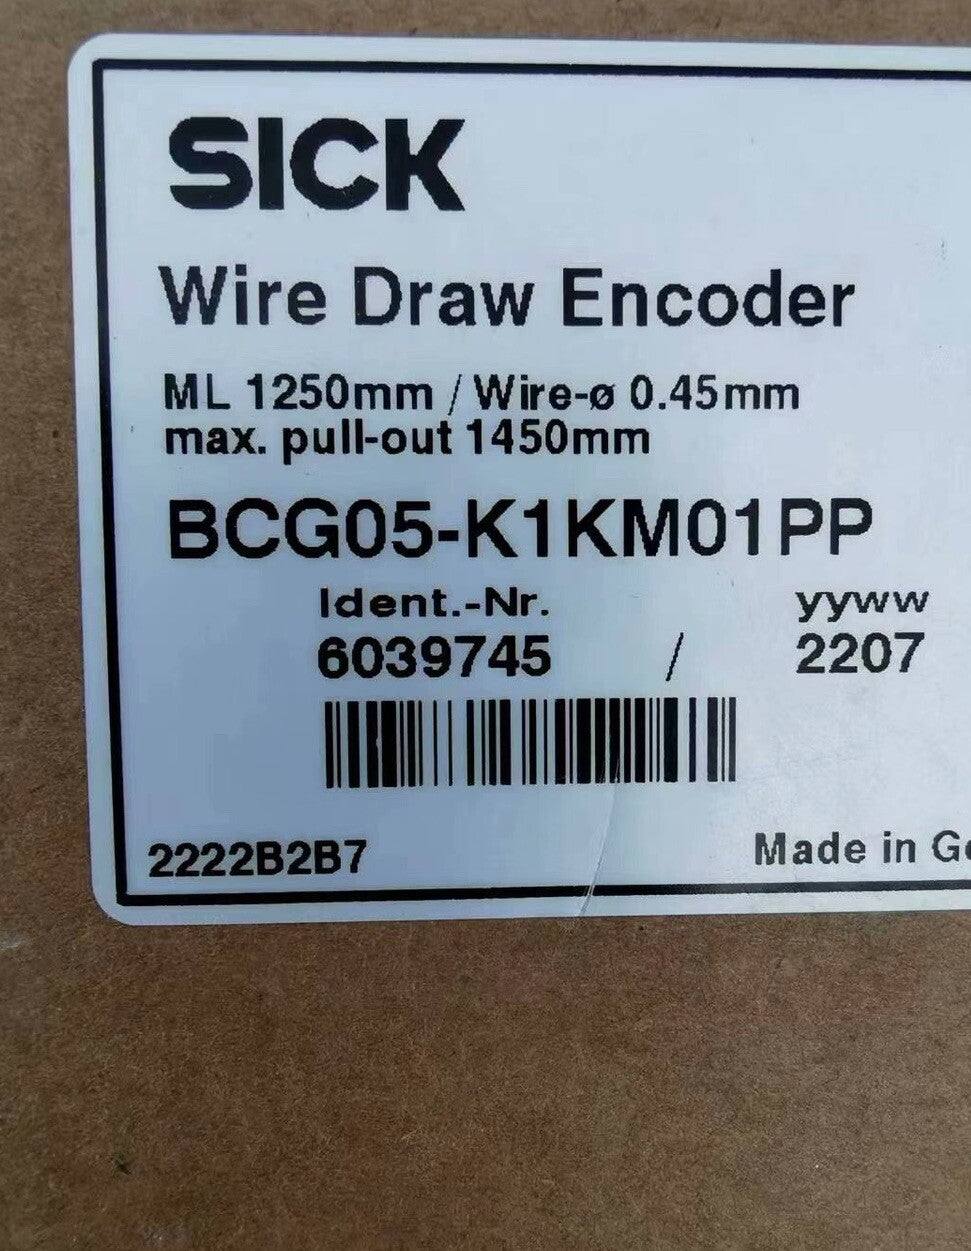 SICK
Wire Draw Encoder
ML 1250mm / Wire-ø 0.45mm
max. pull-out 1450mm
BCG05-K1KM01PP
Ident.-Nr. yyww
6039745 / 2207
2222B2B7 Made in